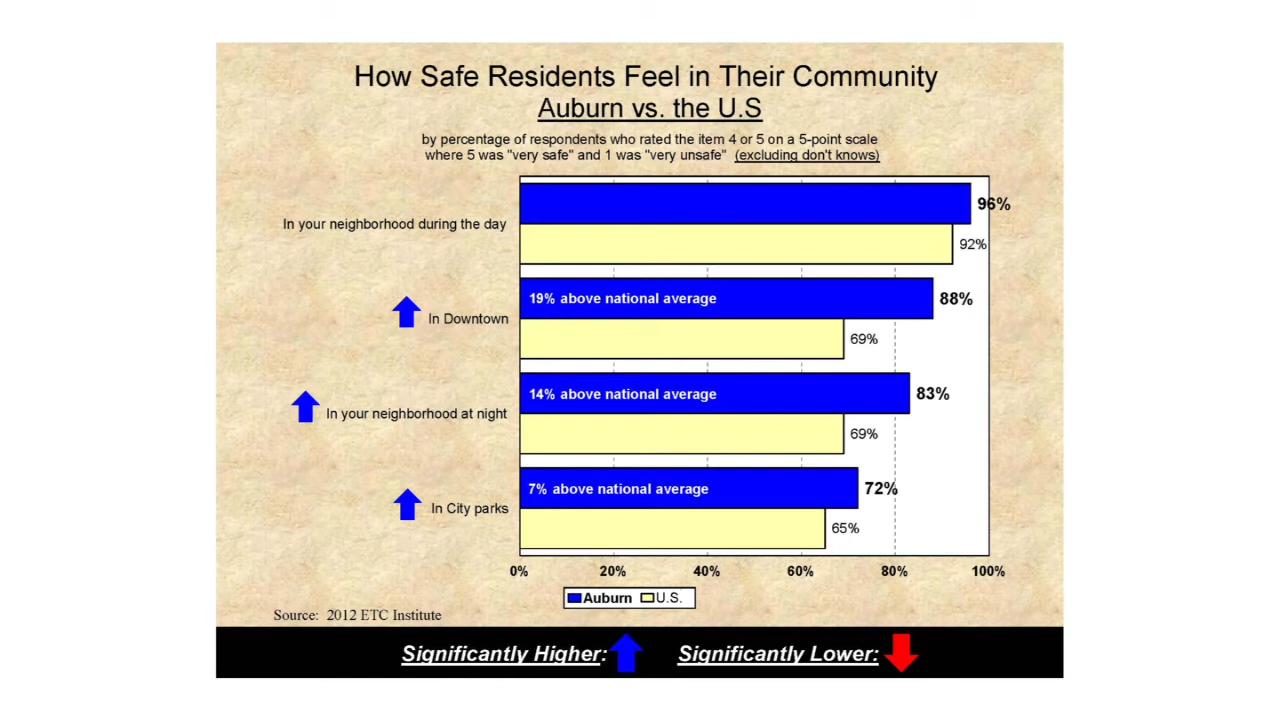 How Safe Residents Feel in Their Community
Auburn vs. the U.S
by percentage of respondents who rated the item 4 or 5 on a 5-point scale
where 5 was "very safe" and 1 was "very unsafe" (excluding don't knows)
In your neighborhood during the day
96%
92%
In Downtown
19% above national average
88%
69%
In your neighborhood at night
14% above national average
83%
69%
In City parks
7% above national average
72%
65%
0% 20% 40% 60% 80% 100%
Auburn U.S.
Source: 2012 ETC Institute
Significantly Higher: Significantly Lower: